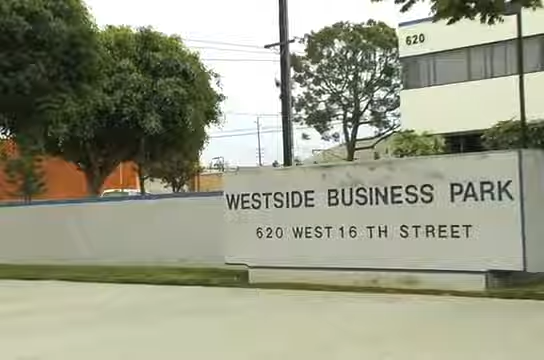 620
WESTSIDE BUSINESS PARK
620 WEST 16 TH STREET